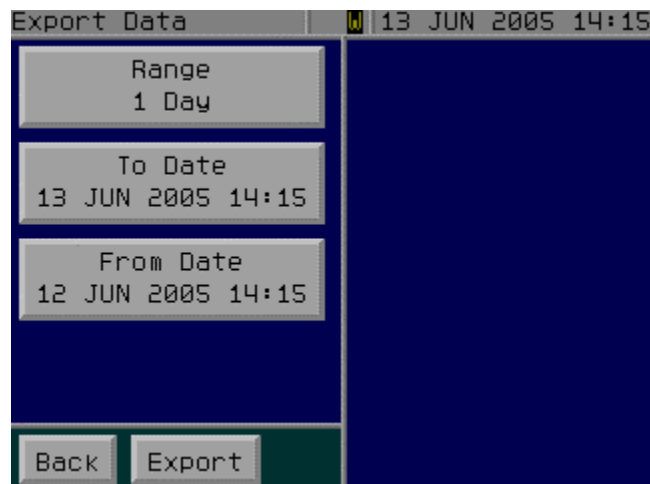 Export Data W 13 JUN 2005 14:15
Range
1 Day
To Date
13 JUN 2005 14:15
From Date
12 JUN 2005 14:15
Back Export